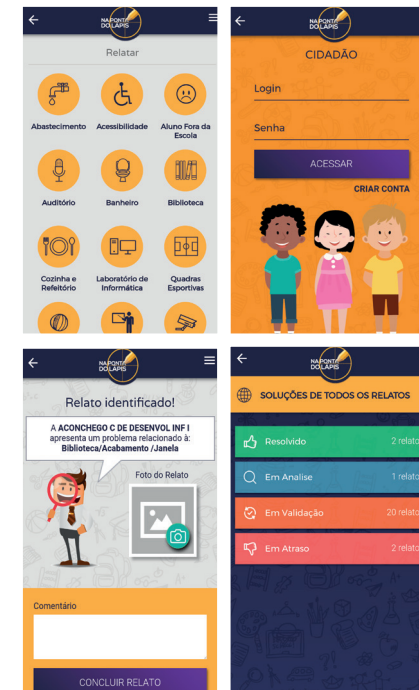 NA PONTA
DO LÁPIS
Relatar
Abastecimento
Acessibilidade
Aluno Fora da
Escola
Auditório
Banheiro
Biblioteca
Cozinha e
Refeitório
Laboratório de
Informática
Quadras
Esportivas
NA PONTA
DO LÁPIS
CIDADÃO
Login
Senha
ACESSAR
CRIAR CONTA
NA PONTA
DO LÁPIS
Relato identificado!
A ACONCHEGO C DE DESENVOL INF I
apresenta um problema relacionado à:
Biblioteca/Acabamento /Janela
Foto do Relato
Comentário
CONCLUIR RELATO
NA PONTA
DO LÁPIS
SOLUÇÕES DE TODOS OS RELATOS
Resolvido 2 relato
Em Analise 1 relato
Em Validação 20 relato
Em Atraso 2 relato